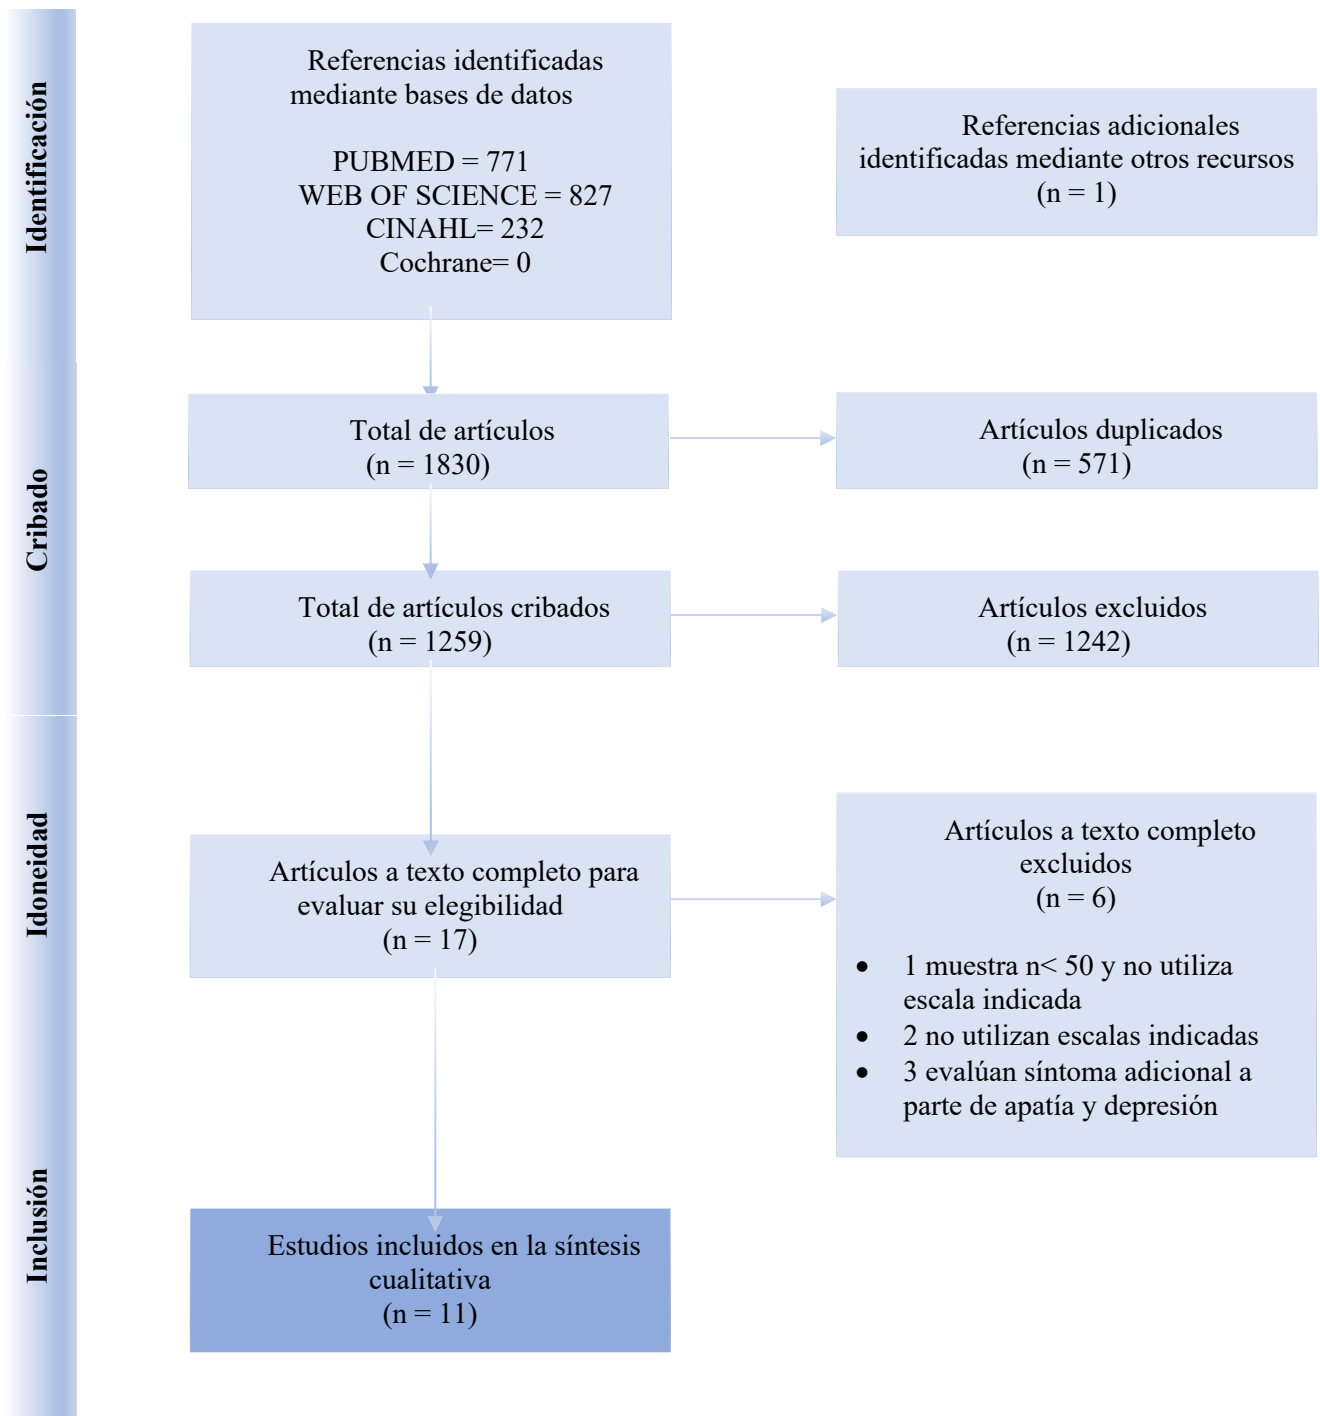 Identificación
Referencias identificadas
mediante bases de datos
PUBMED = 771
WEB OF SCIENCE = 827
CINAHL= 232
Cochrane= 0
Referencias adicionales
identificadas mediante otros recursos
(n = 1)
Cribado
Total de artículos
(n = 1830)
Artículos duplicados
(n = 571)
Total de artículos cribados
(n = 1259)
Artículos excluidos
(n = 1242)
Idoneidad
Artículos a texto completo para
evaluar su elegibilidad
(n = 17)
Artículos a texto completo
excluidos
(n = 6)
• 1 muestra n< 50 y no utiliza
escala indicada
• 2 no utilizan escalas indicadas
• 3 evalúan síntoma adicional a
parte de apatía y depresión
Inclusión
Estudios incluidos en la síntesis
cualitativa
(n = 11)